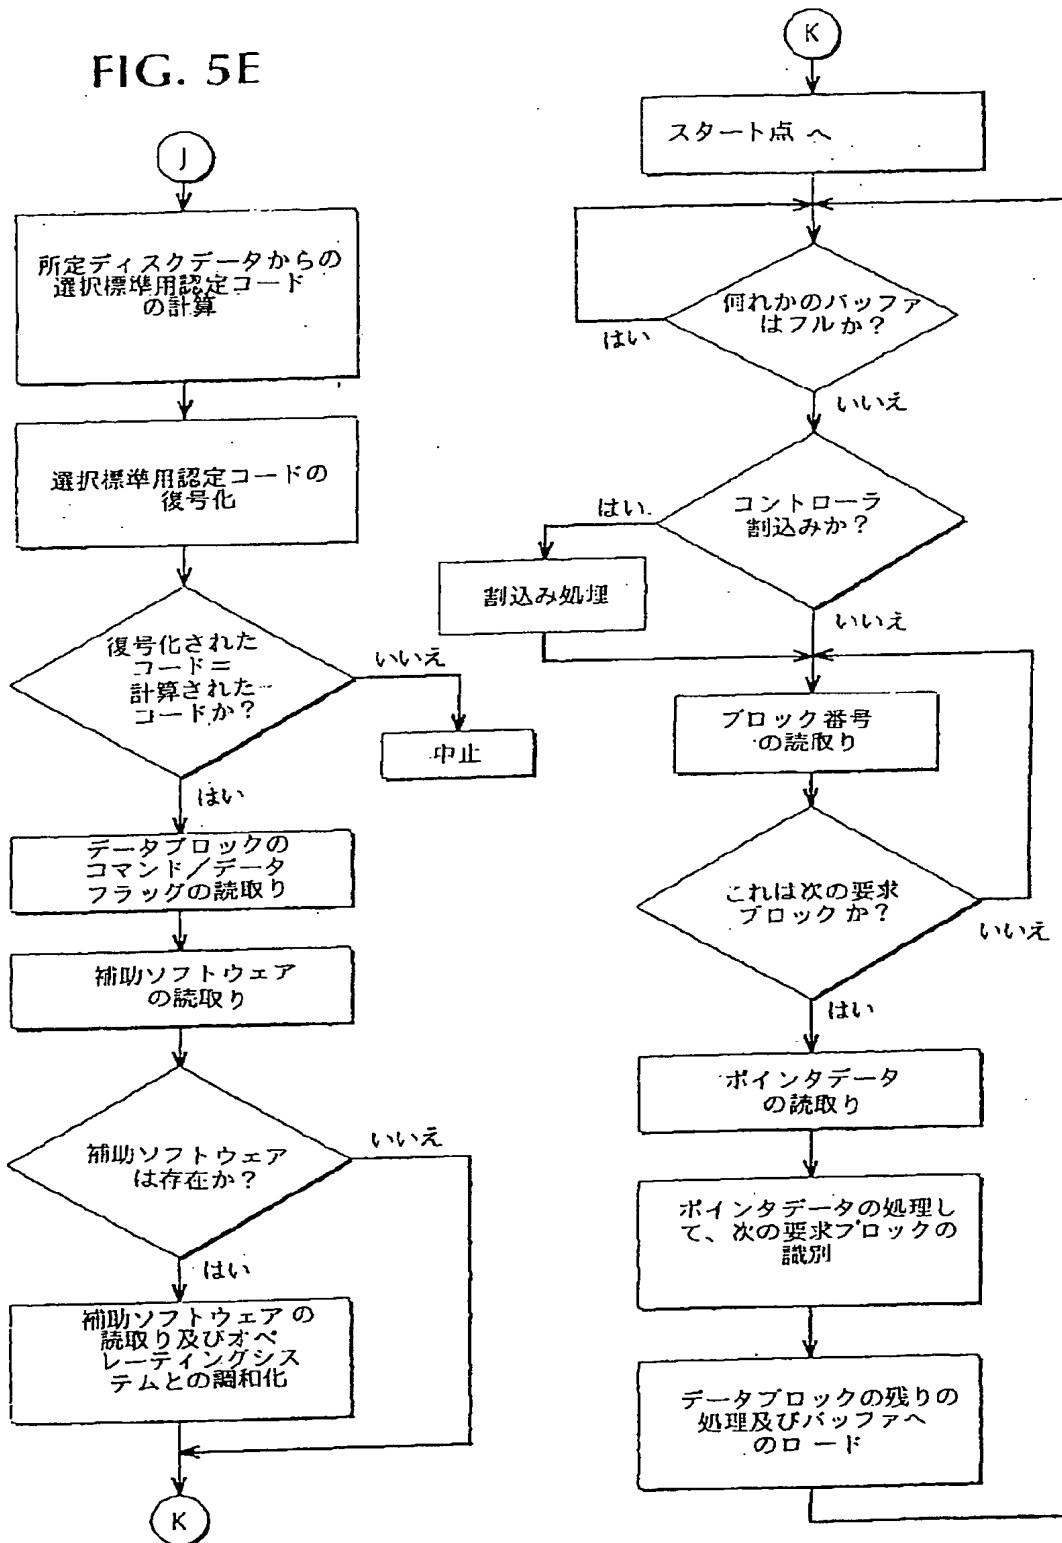 FIG. 5E
J
所定ディスクデータからの
選択標準用認定コード
の計算
選択標準用認定コードの
復号化
復号化された
コード＝
計算された
コードか？
いいえ
中止
はい
データブロックの
コマンド／データ
フラッグの読取り
補助ソフトウェア
の読取り
補助ソフトウェア
は存在か？
いいえ
はい
補助ソフトウェアの
読取り及びオペ
レーティングシス
テムとの調和化
K
K
スタート点へ
何れかのバッファ
はフルか？
はい
いいえ
コントローラ
割込みか？
はい
割込み処理
いいえ
ブロック番号
の読取り
これは次の要求
ブロックか？
いいえ
はい
ポインタデータ
の読取り
ポインタデータの処理し
て、次の要求ブロックの
識別
データブロックの残りの
処理及びバッファへ
のロード